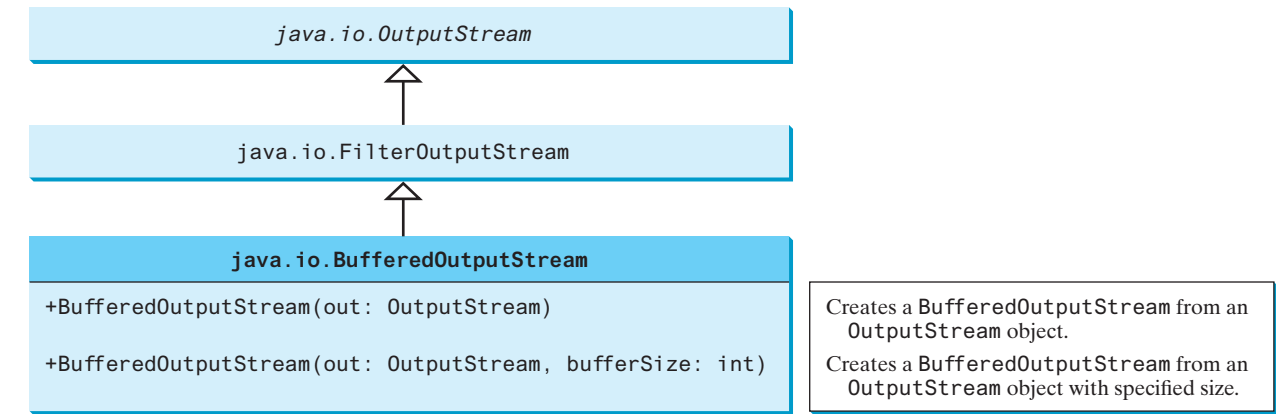 java.io.OutputStream
java.io.FilterOutputStream
java.io.BufferedOutputStream
+BufferedOutputStream(out: OutputStream)
+BufferedOutputStream(out: OutputStream, bufferSize: int)
Creates a BufferedOutputStream from an
OutputStream object.
Creates a BufferedOutputStream from an
OutputStream object with specified size.